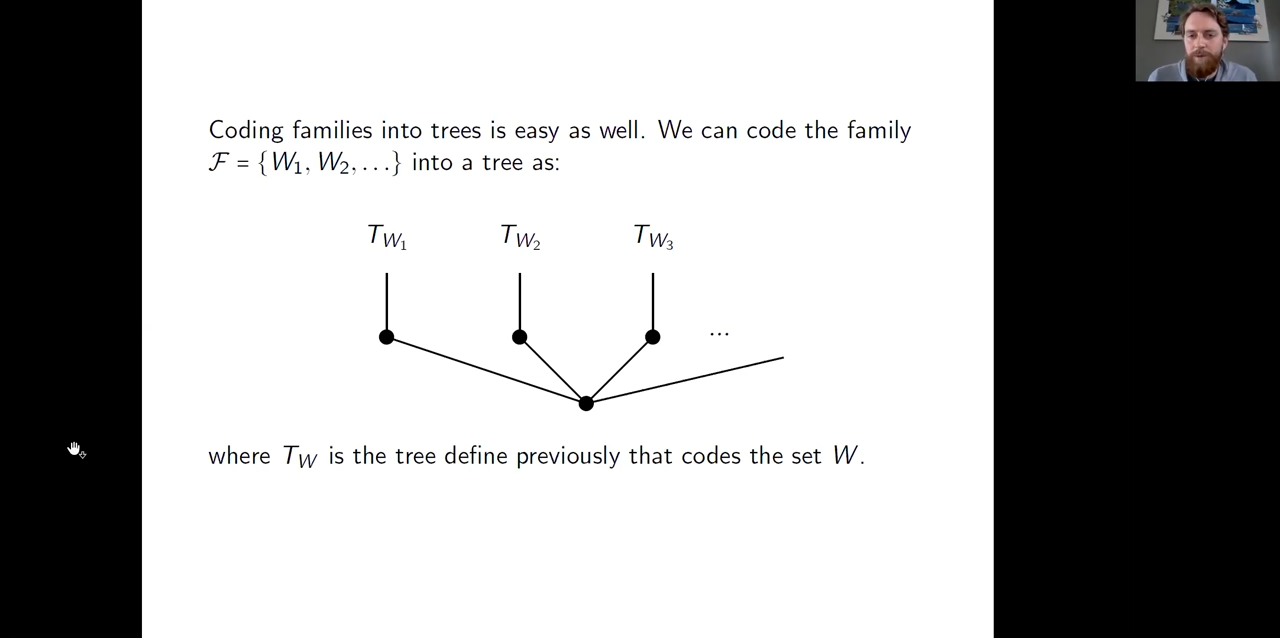 Coding families into trees is easy as well. We can code the family
ℱ = {W₁, W₂, . . .} into a tree as:
T_{W₁} T_{W₂} T_{W₃}
...
where T_W is the tree define previously that codes the set W.